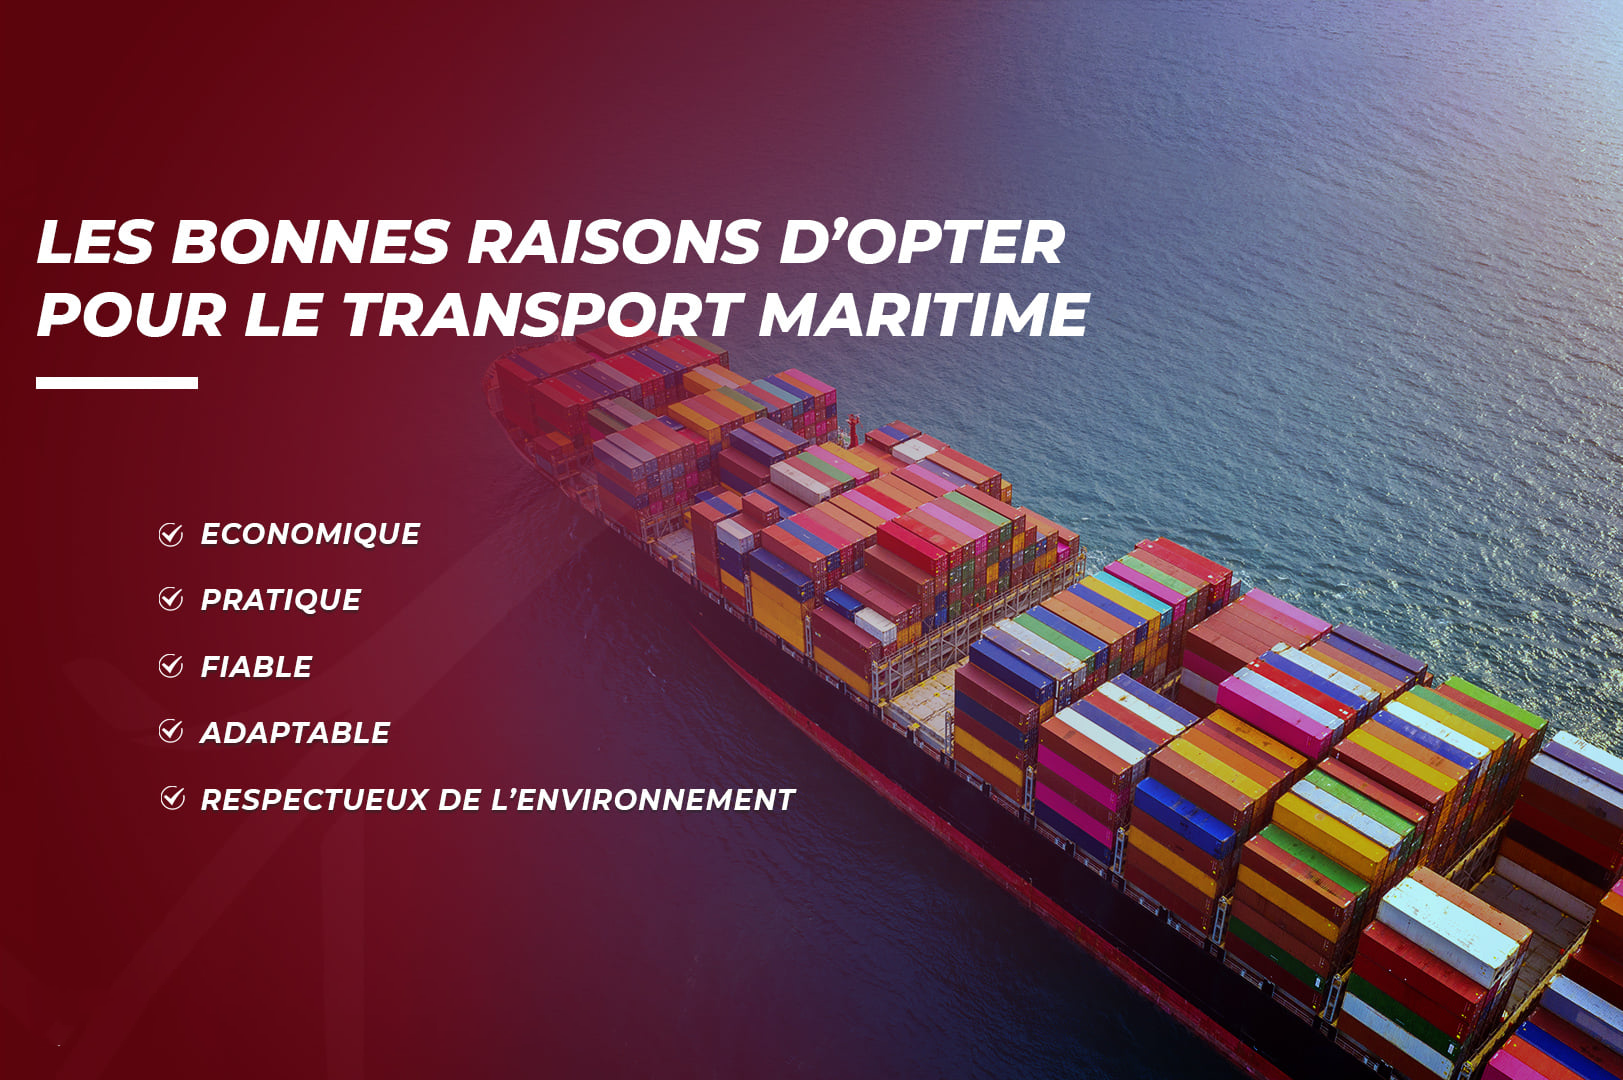 LES BONNES RAISONS D’OPTER
POUR LE TRANSPORT MARITIME
ECONOMIQUE
PRATIQUE
FIABLE
ADAPTABLE
RESPECTUEUX DE L’ENVIRONNEMENT